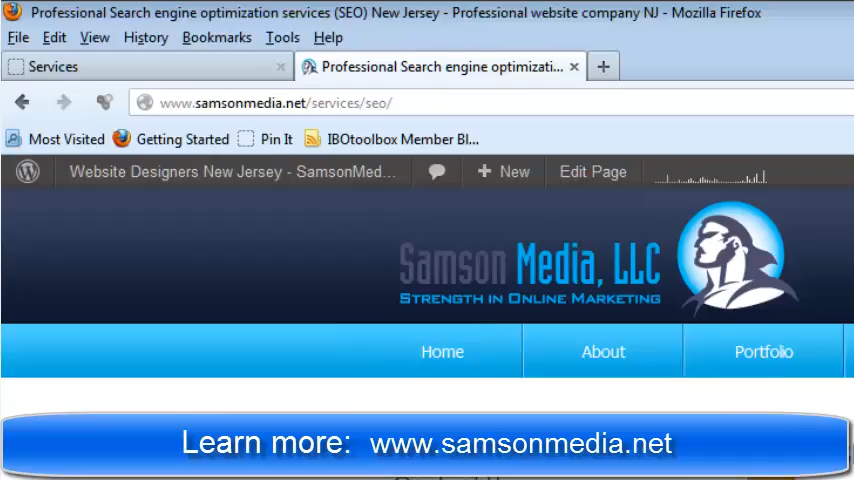 Professional Search engine optimization services (SEO) New Jersey - Professional website company NJ - Mozilla Firefox
File Edit View History Bookmarks Tools Help
Services
Professional Search engine optimizati...
www.samsonmedia.net/services/seo/
Most Visited Getting Started Pin It IBOtoolbox Member Bl...
Website Designers New Jersey - SamsonMed... New Edit Page
Samson Media, LLC
Strength in Online Marketing
Home About Portfolio
Learn more: www.samsonmedia.net